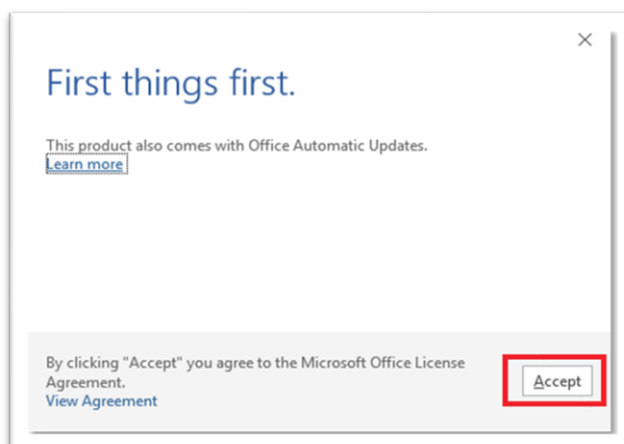 First things first.
This product also comes with Office Automatic Updates.
Learn more
By clicking "Accept" you agree to the Microsoft Office License
Agreement.
View Agreement
Accept